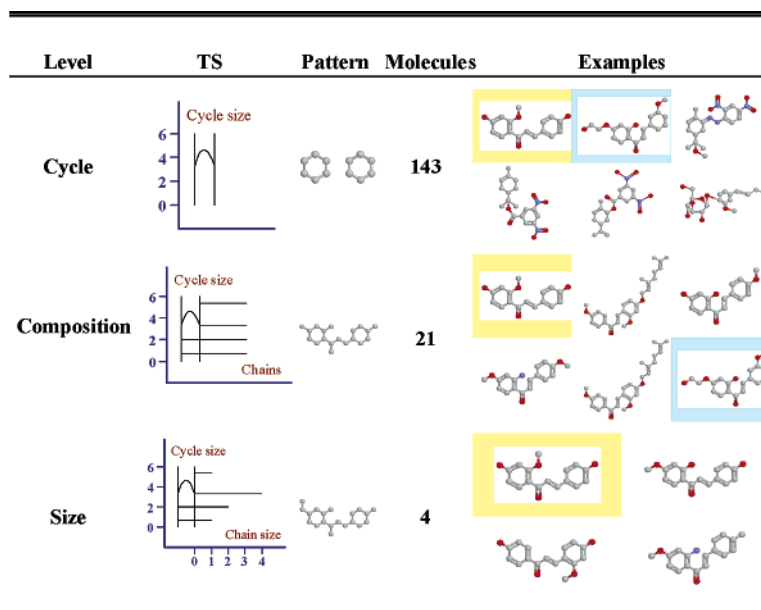 Level TS Pattern Molecules Examples
Cycle size
6
4
2
0
Cycle 143
Cycle size
6
4
2
0
Chains
Composition 21
Cycle size
6
4
2
0
Chain size
0 1 2 3 4
Size 4